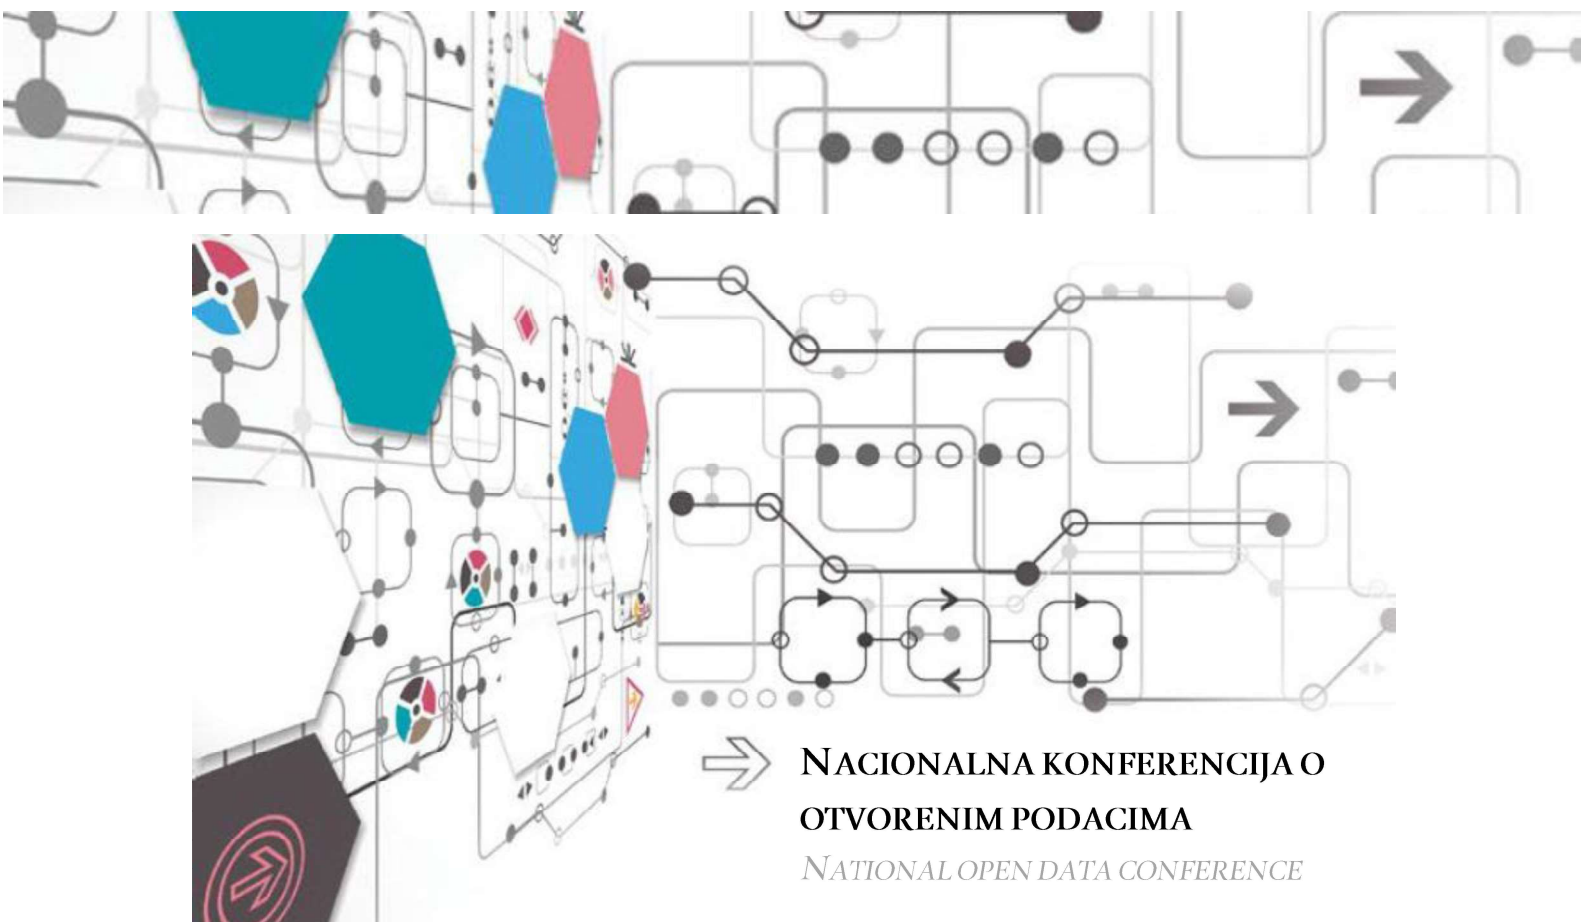 NACIONALNA KONFERENCIJA O
OTVORENIM PODACIMA
NATIONAL OPEN DATA CONFERENCE